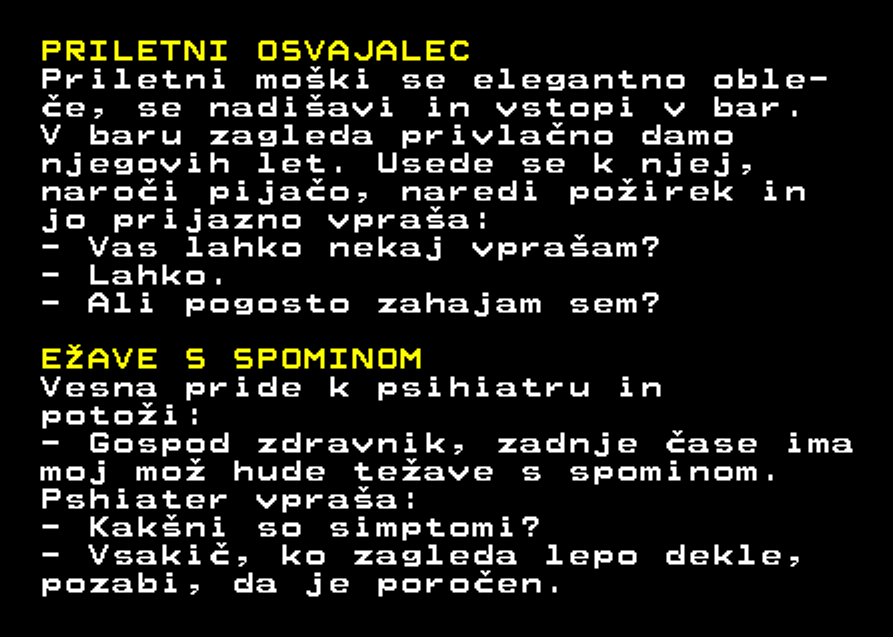 PRILETNI OSVAJALEC
Priletni moški se elegantno oble-
če, se nadišavi in vstopi v bar.
V baru zagleda privlačno damo
njegovih let. Usede se k njej,
naroči pijačo, naredi požirek in
jo prijazno vpraša:
- Vas lahko nekaj vprašam?
- Lahko.
- Ali pogosto zahajam sem?
EŽAVE S SPOMINOM
Vesna pride k psihiatru in
potoži:
- Gospod zdravnik, zadnje čase ima
moj mož hude težave s spominom.
Pshiater vpraša:
- Kakšni so simptomi?
- Vsakič, ko zagleda lepo dekle,
pozabi, da je poročen.